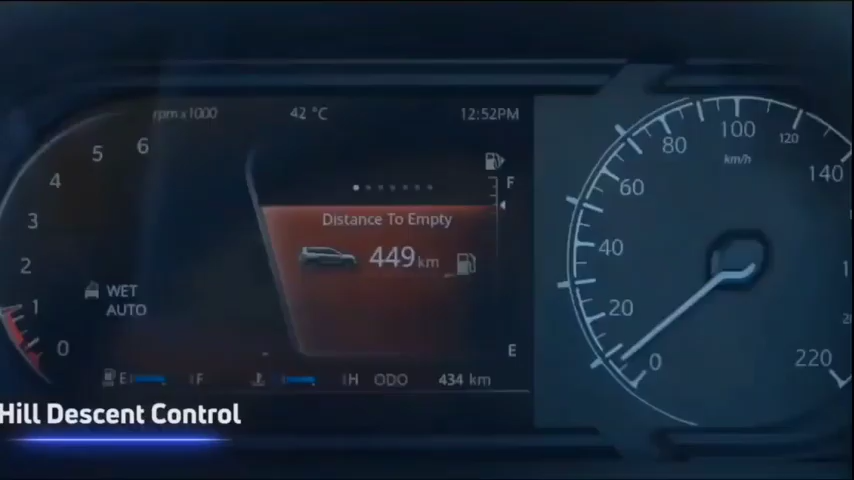 rpm x 1000
42 °C
12:52PM
6
5
4
3
2
1
0
WET
AUTO
F
Distance To Empty
449 km
E
E F
H
ODO
434 km
0
20
40
60
80
100
120
140
220
km/h
Hill Descent Control